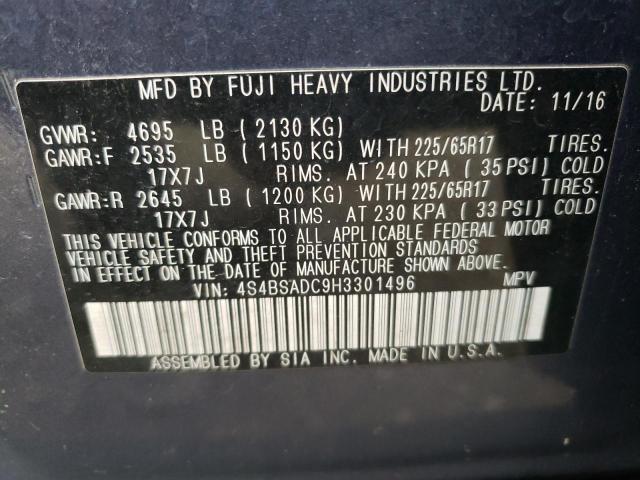 MFD BY FUJI HEAVY INDUSTRIES LTD.
DATE: 11/16
GVWR: 4695 LB ( 2130 KG)
GAWR:F 2535 LB ( 1150 KG) WITH 225/65R17 TIRES.
17X7J RIMS. AT 240 KPA ( 35 PSI) COLD
GAWR:R 2645 LB ( 1200 KG) WITH 225/65R17 TIRES.
17X7J RIMS. AT 230 KPA ( 33 PSI) COLD
THIS VEHICLE CONFORMS TO ALL APPLICABLE FEDERAL MOTOR
VEHICLE SAFETY AND THEFT PREVENTION STANDARDS
IN EFFECT ON THE DATE OF MANUFACTURE SHOWN ABOVE.
VIN: 4S4BSADC9H3301496 MPV
ASSEMBLED BY SIA INC. MADE IN U.S.A.